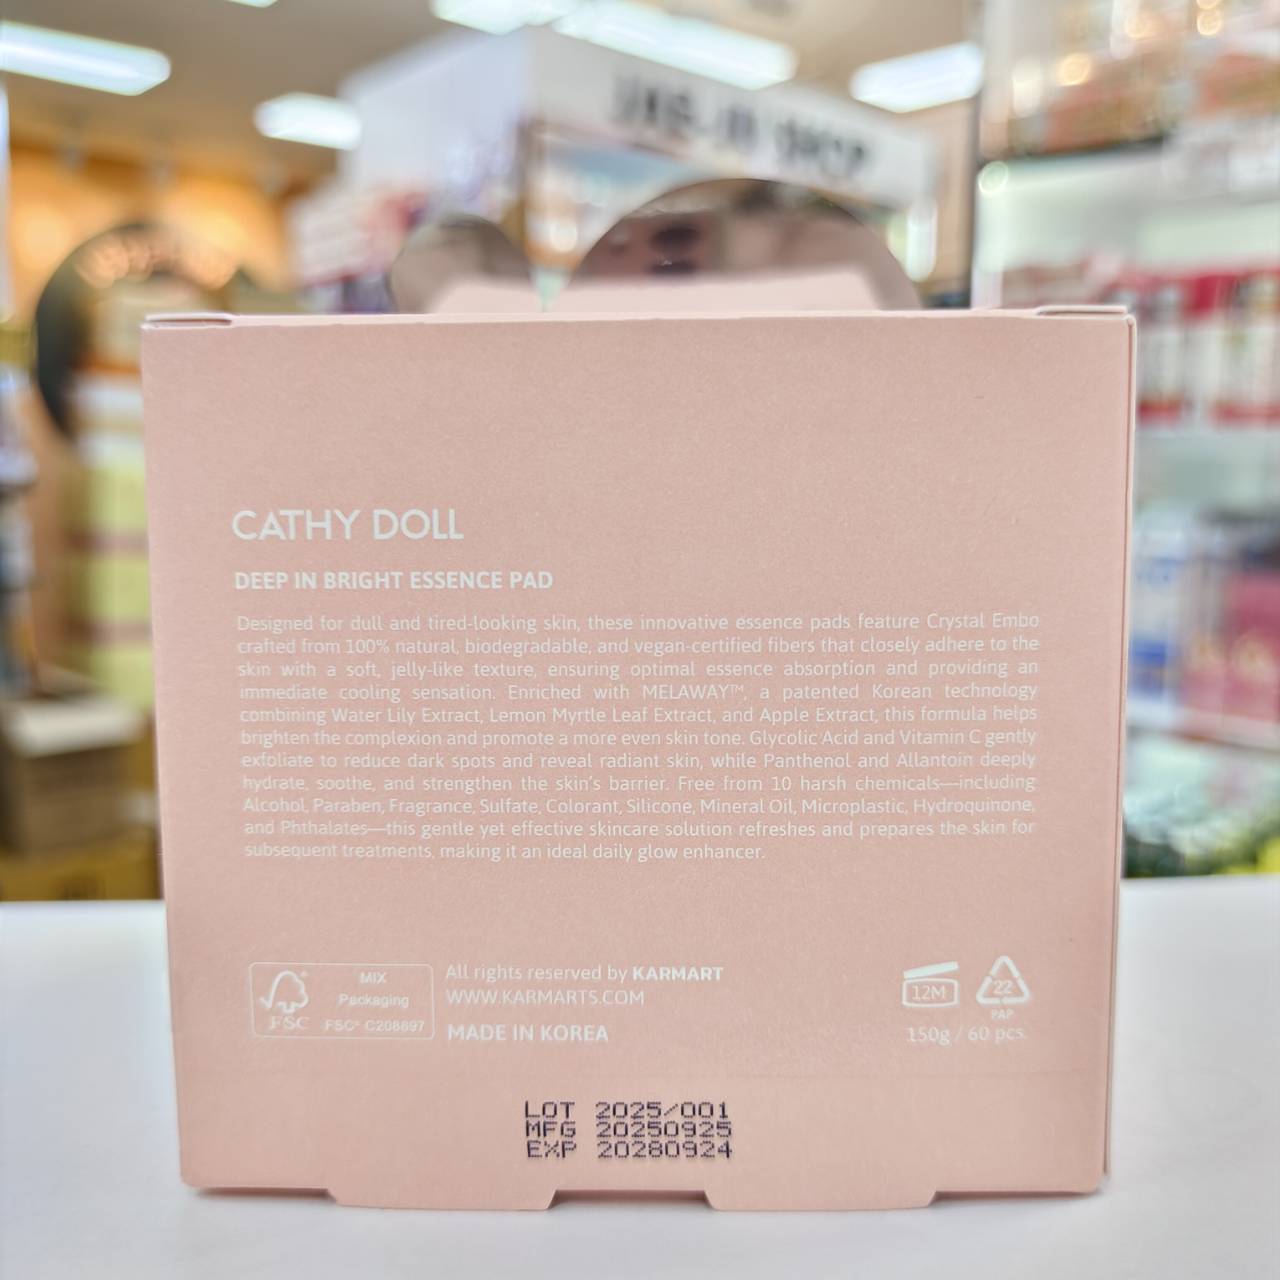 SHOP
CATHY DOLL
DEEP IN BRIGHT ESSENCE PAD
Designed for dull and tired-looking skin, these innovative essence pads feature Crystal Embo
crafted from 100% natural, biodegradable, and vegan-certified fibers that closely adhere to the
skin with a soft, jelly-like texture, ensuring optimal essence absorption and providing an
immediate cooling sensation. Enriched with MELAWAY™, a patented Korean technology
combining Water Lily Extract, Lemon Myrtle Leaf Extract, and Apple Extract, this formula helps
brighten the complexion and promote a more even skin tone. Glycolic Acid and Vitamin C gently
exfoliate to reduce dark spots and reveal radiant skin, while Panthenol and Allantoin deeply
hydrate, soothe, and strengthen the skin's barrier. Free from 10 harsh chemicals—including
Alcohol, Paraben, Fragrance, Sulfate, Colorant, Silicone, Mineral Oil, Microplastic, Hydroquinone,
and Phthalates—this gentle yet effective skincare solution refreshes and prepares the skin for
subsequent treatments, making it an ideal daily glow enhancer.
FSC
MIX
Packaging
FSC® C208697
All rights reserved by KARMART
WWW.KARMARTS.COM
MADE IN KOREA
12M
22
PAP
150g / 60 pcs.
LOT 2025/001
MFG 20250925
EXP 20280924